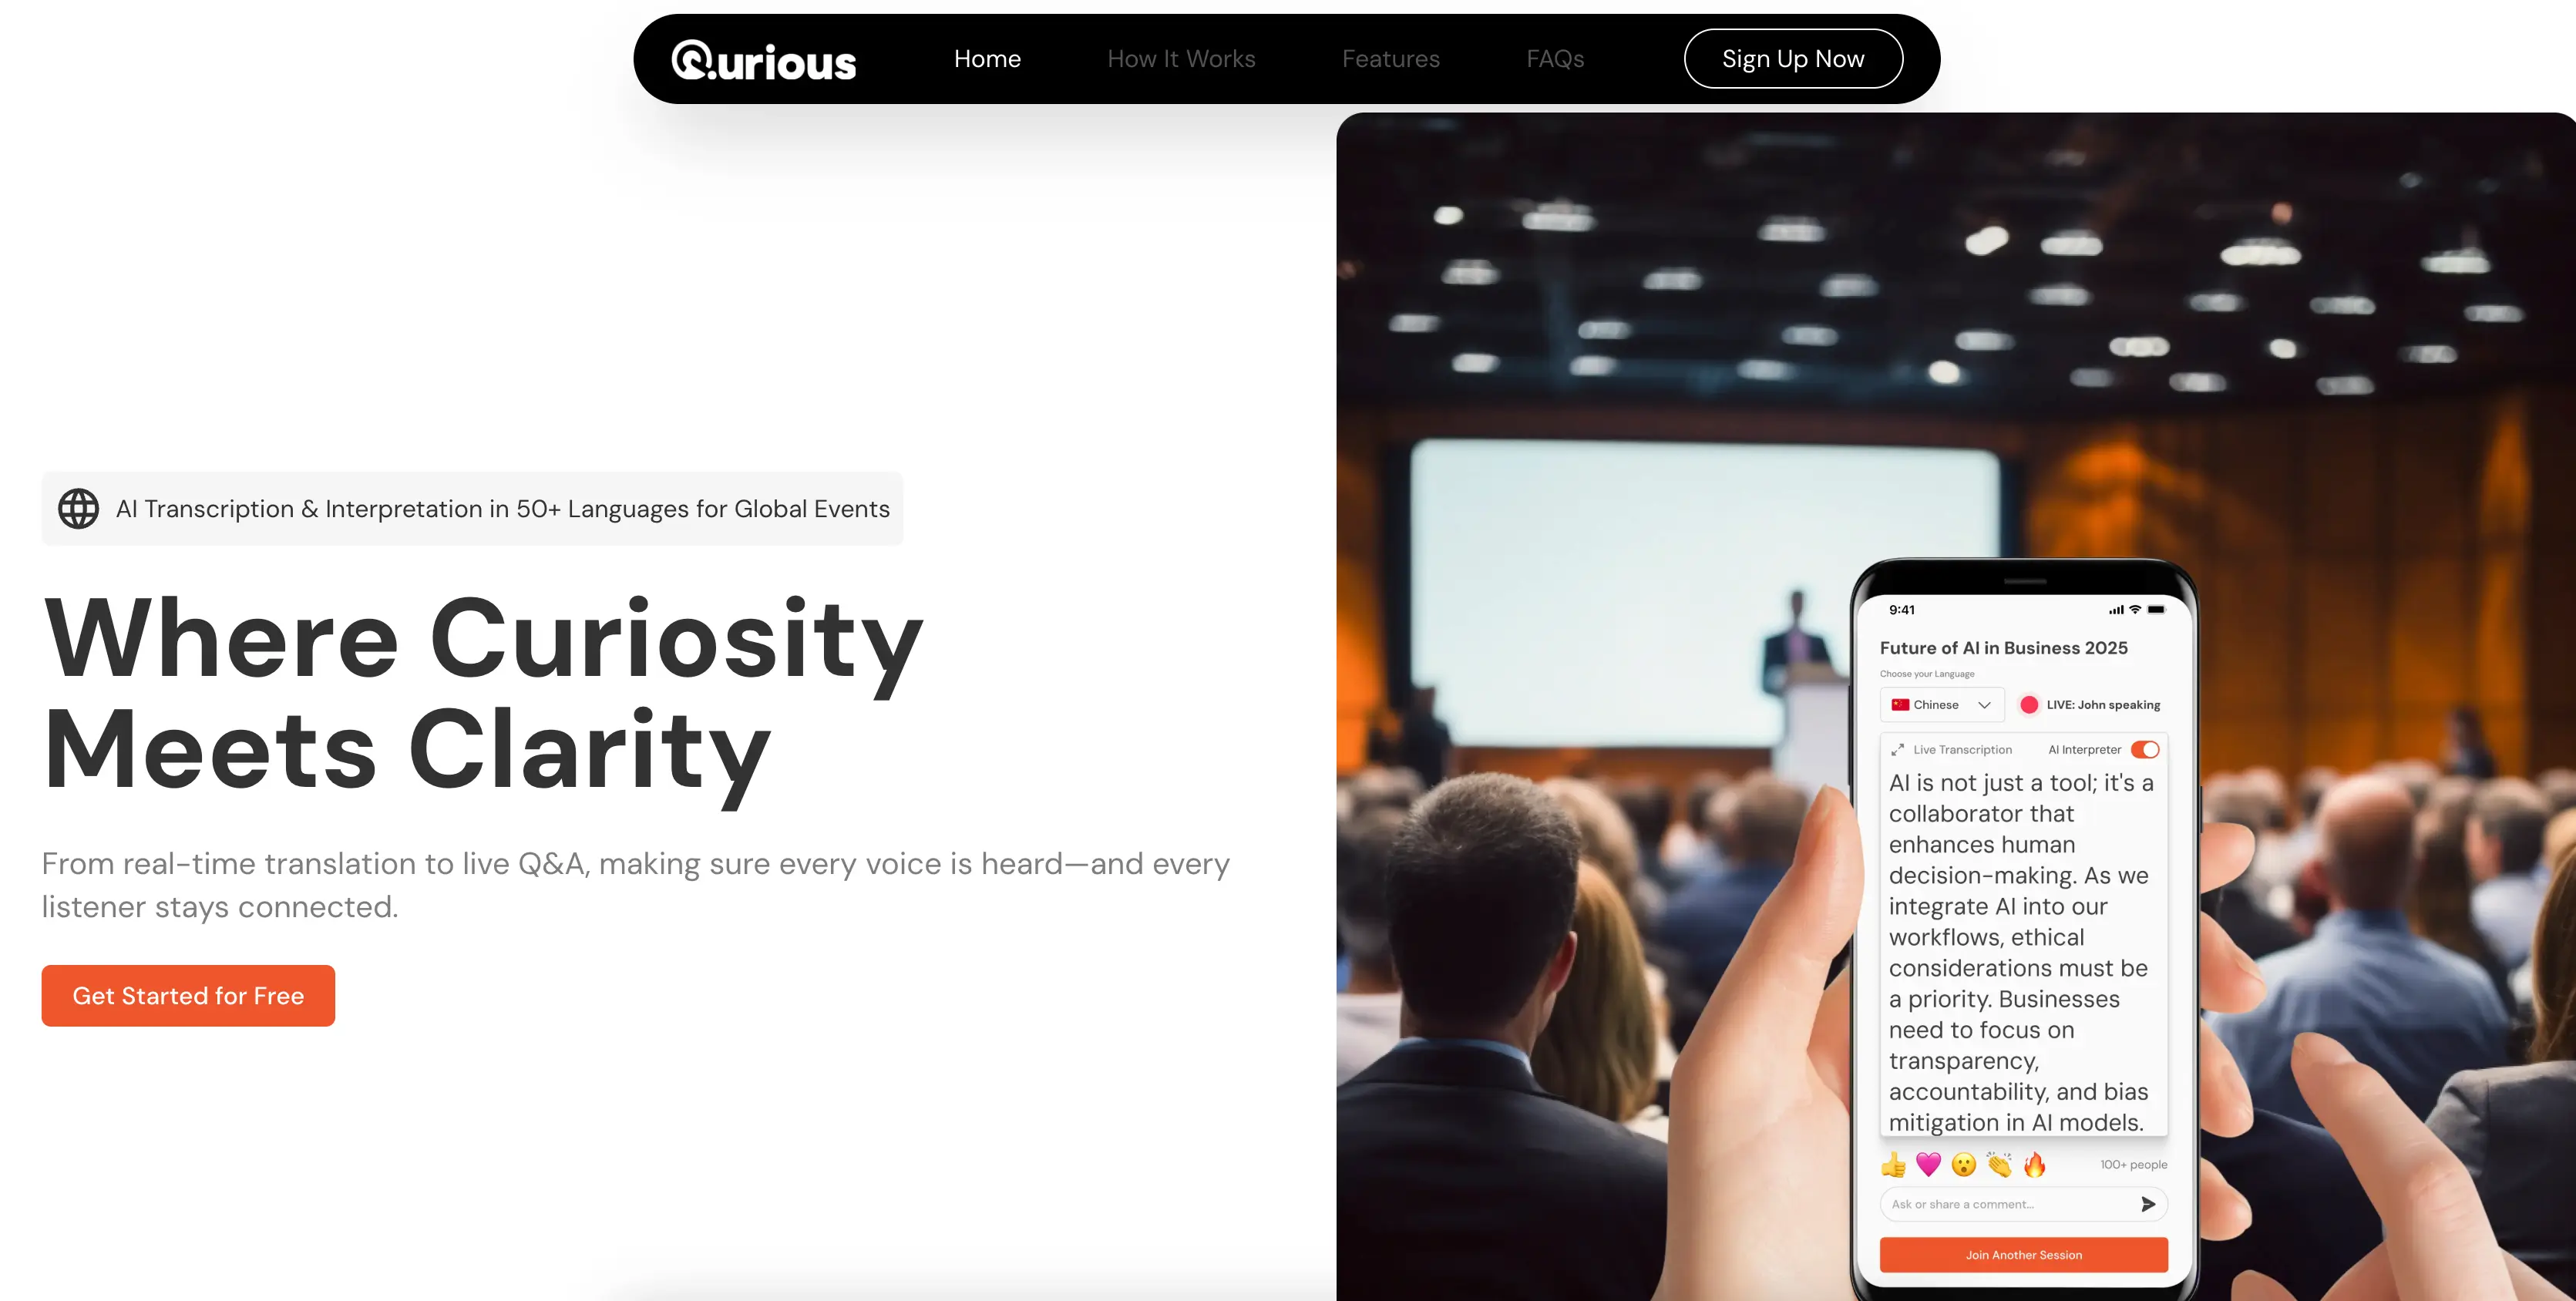 Qurious
Home
How It Works
Features
FAQs
Sign Up Now
AI Transcription & Interpretation in 50+ Languages for Global Events
Where Curiosity
Meets Clarity
From real-time translation to live Q&A, making sure every voice is heard—and every
listener stays connected.
Get Started for Free
9:41
Future of AI in Business 2025
Choose your Language
Chinese
LIVE: John speaking
Live Transcription
AI Interpreter
AI is not just a tool; it's a
collaborator that
enhances human
decision-making. As we
integrate AI into our
workflows, ethical
considerations must be
a priority. Businesses
need to focus on
transparency,
accountability, and bias
mitigation in AI models.
100+ people
Ask or share a comment...
Join Another Session